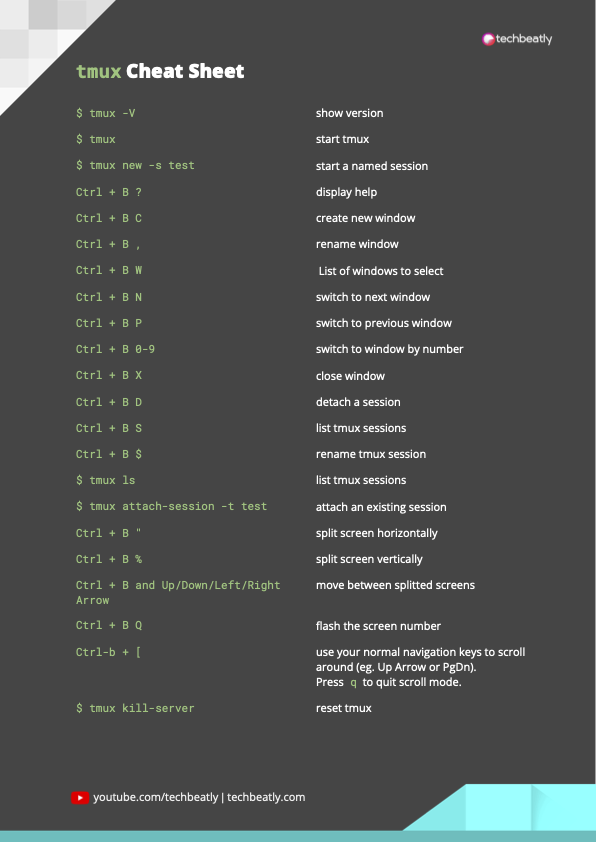 techbeatly
tmux Cheat Sheet
$ tmux -V show version
$ tmux start tmux
$ tmux new -s test start a named session
Ctrl + B ? display help
Ctrl + B C create new window
Ctrl + B , rename window
Ctrl + B W List of windows to select
Ctrl + B N switch to next window
Ctrl + B P switch to previous window
Ctrl + B 0-9 switch to window by number
Ctrl + B X close window
Ctrl + B D detach a session
Ctrl + B S list tmux sessions
Ctrl + B $ rename tmux session
$ tmux ls list tmux sessions
$ tmux attach-session -t test attach an existing session
Ctrl + B " split screen horizontally
Ctrl + B % split screen vertically
Ctrl + B and Up/Down/Left/Right move between splitted screens
Arrow
Ctrl + B Q flash the screen number
Ctrl-b + [ use your normal navigation keys to scroll
around (eg. Up Arrow or PgDn).
Press q to quit scroll mode.
$ tmux kill-server reset tmux
youtube.com/techbeatly | techbeatly.com